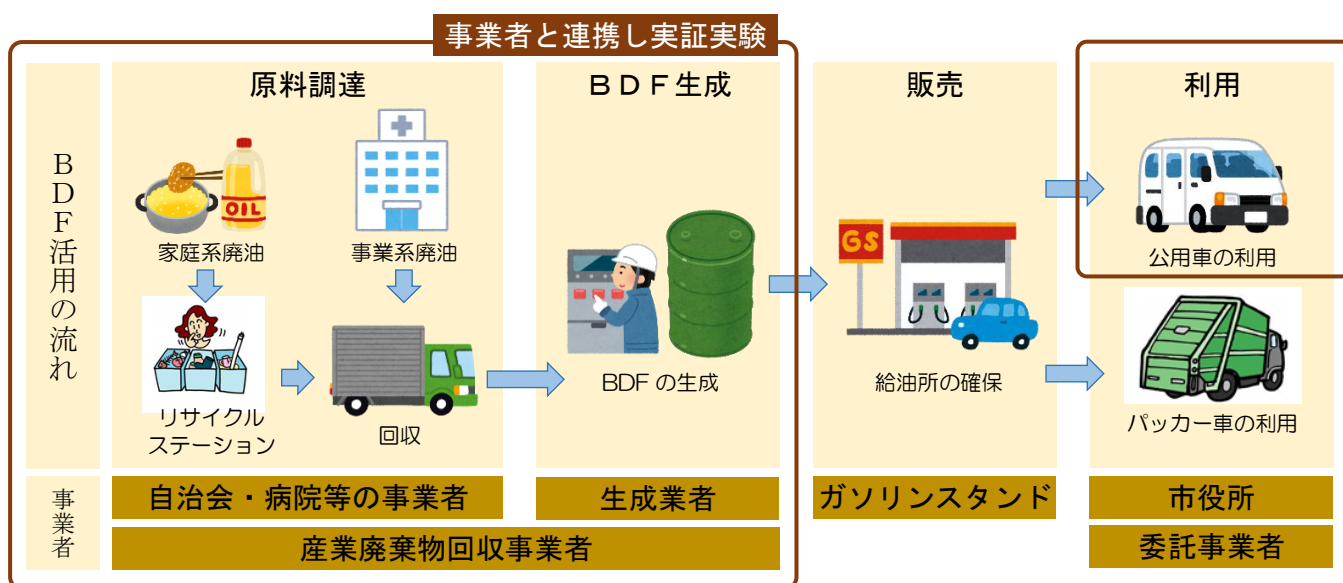 事業者と連携し実証実験
BDF活用の流れ
原料調達
BDF生成
販売
利用
OIL
家庭系廃油
事業系廃油
GS
公用車の利用
リサイクル
ステーション
回収
BDFの生成
給油所の確保
パッカー車の利用
事業者
自治会・病院等の事業者
生成業者
ガソリンスタンド
市役所
産業廃棄物回収事業者
委託事業者